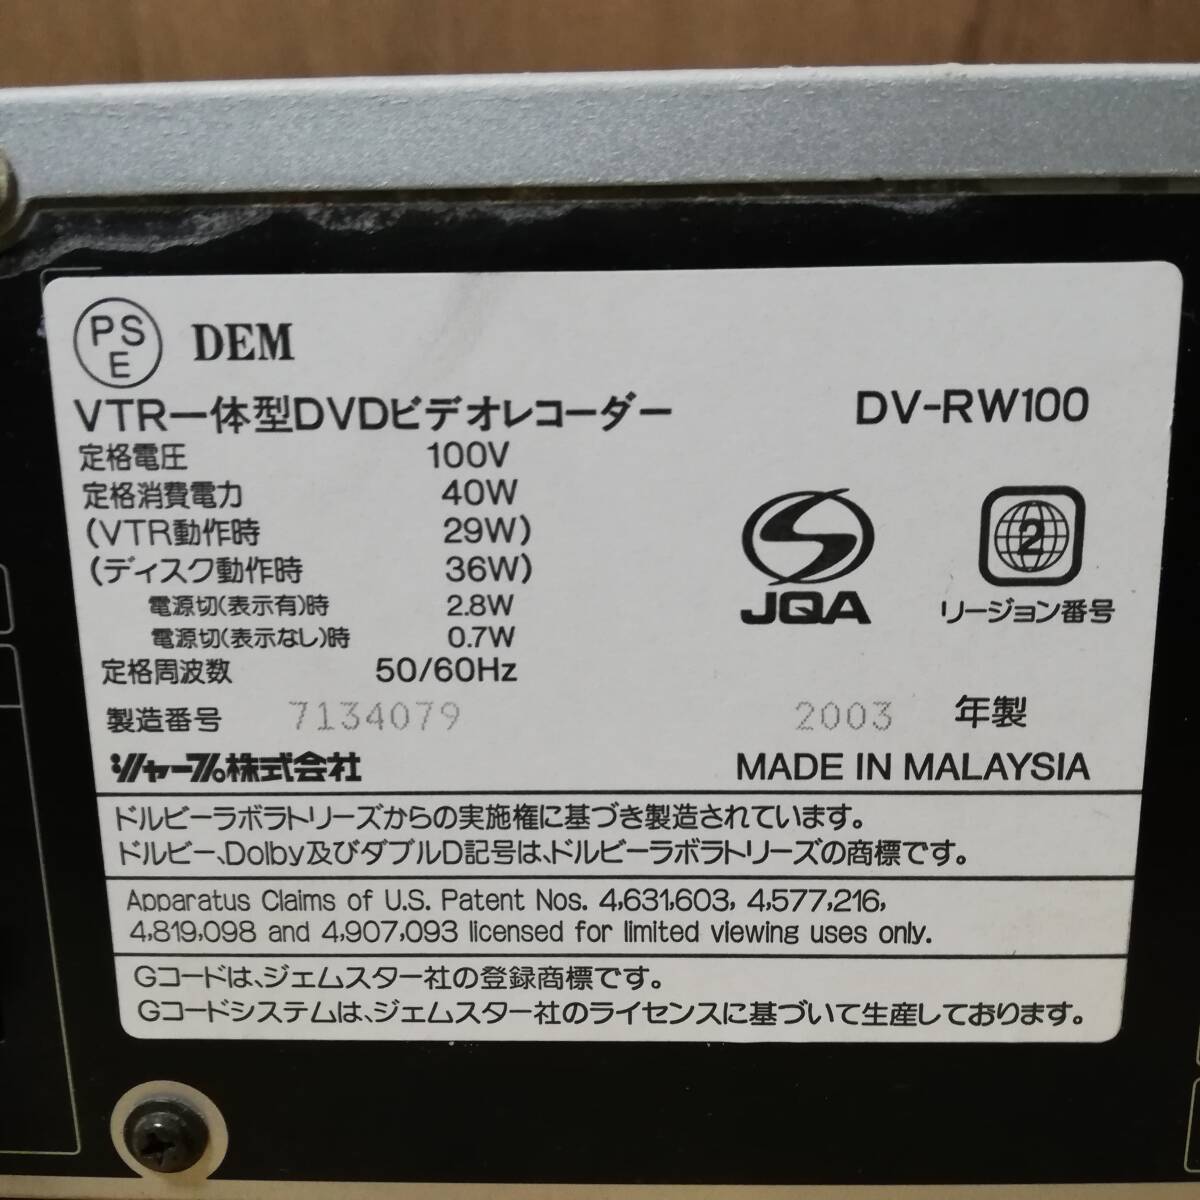 PSE DEM
VTR一体型DVDビデオレコーダー DV-RW100
定格電圧 100V
定格消費電力 40W
(VTR動作時 29W)
(ディスク動作時 36W)
電源切(表示有)時 2.8W
電源切(表示なし)時 0.7W
定格周波数 50/60Hz
JQA
2
リージョン番号
製造番号 7134079 2003 年製
シャープ株式会社 MADE IN MALAYSIA
ドルビーラボラトリーズからの実施権に基づき製造されています。
ドルビー、Dolby及びダブルD記号は、ドルビーラボラトリーズの商標です。
Apparatus Claims of U.S. Patent Nos. 4,631,603, 4,577,216,
4,819,098 and 4,907,093 licensed for limited viewing uses only.
Gコードは、ジェムスター社の登録商標です。
Gコードシステムは、ジェムスター社のライセンスに基づいて生産しております。